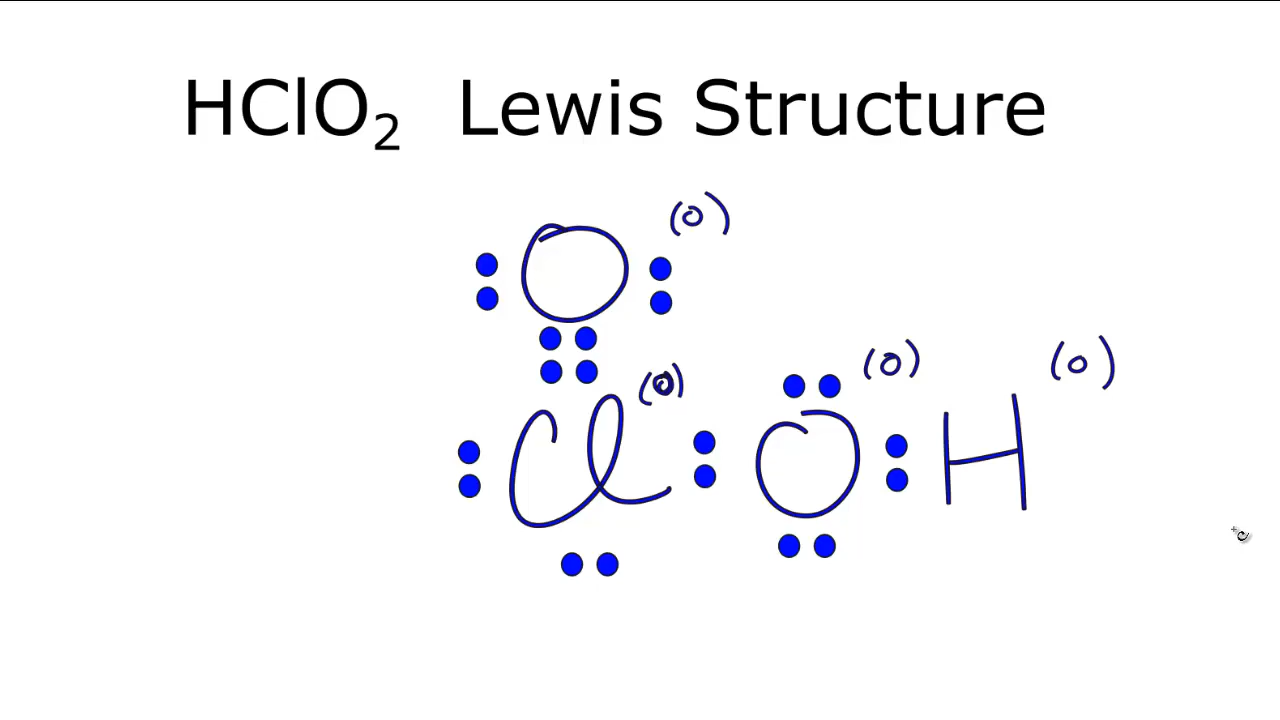 HClO₂ Lewis Structure
(0)
O
(0) (0) (0)
Cl O H